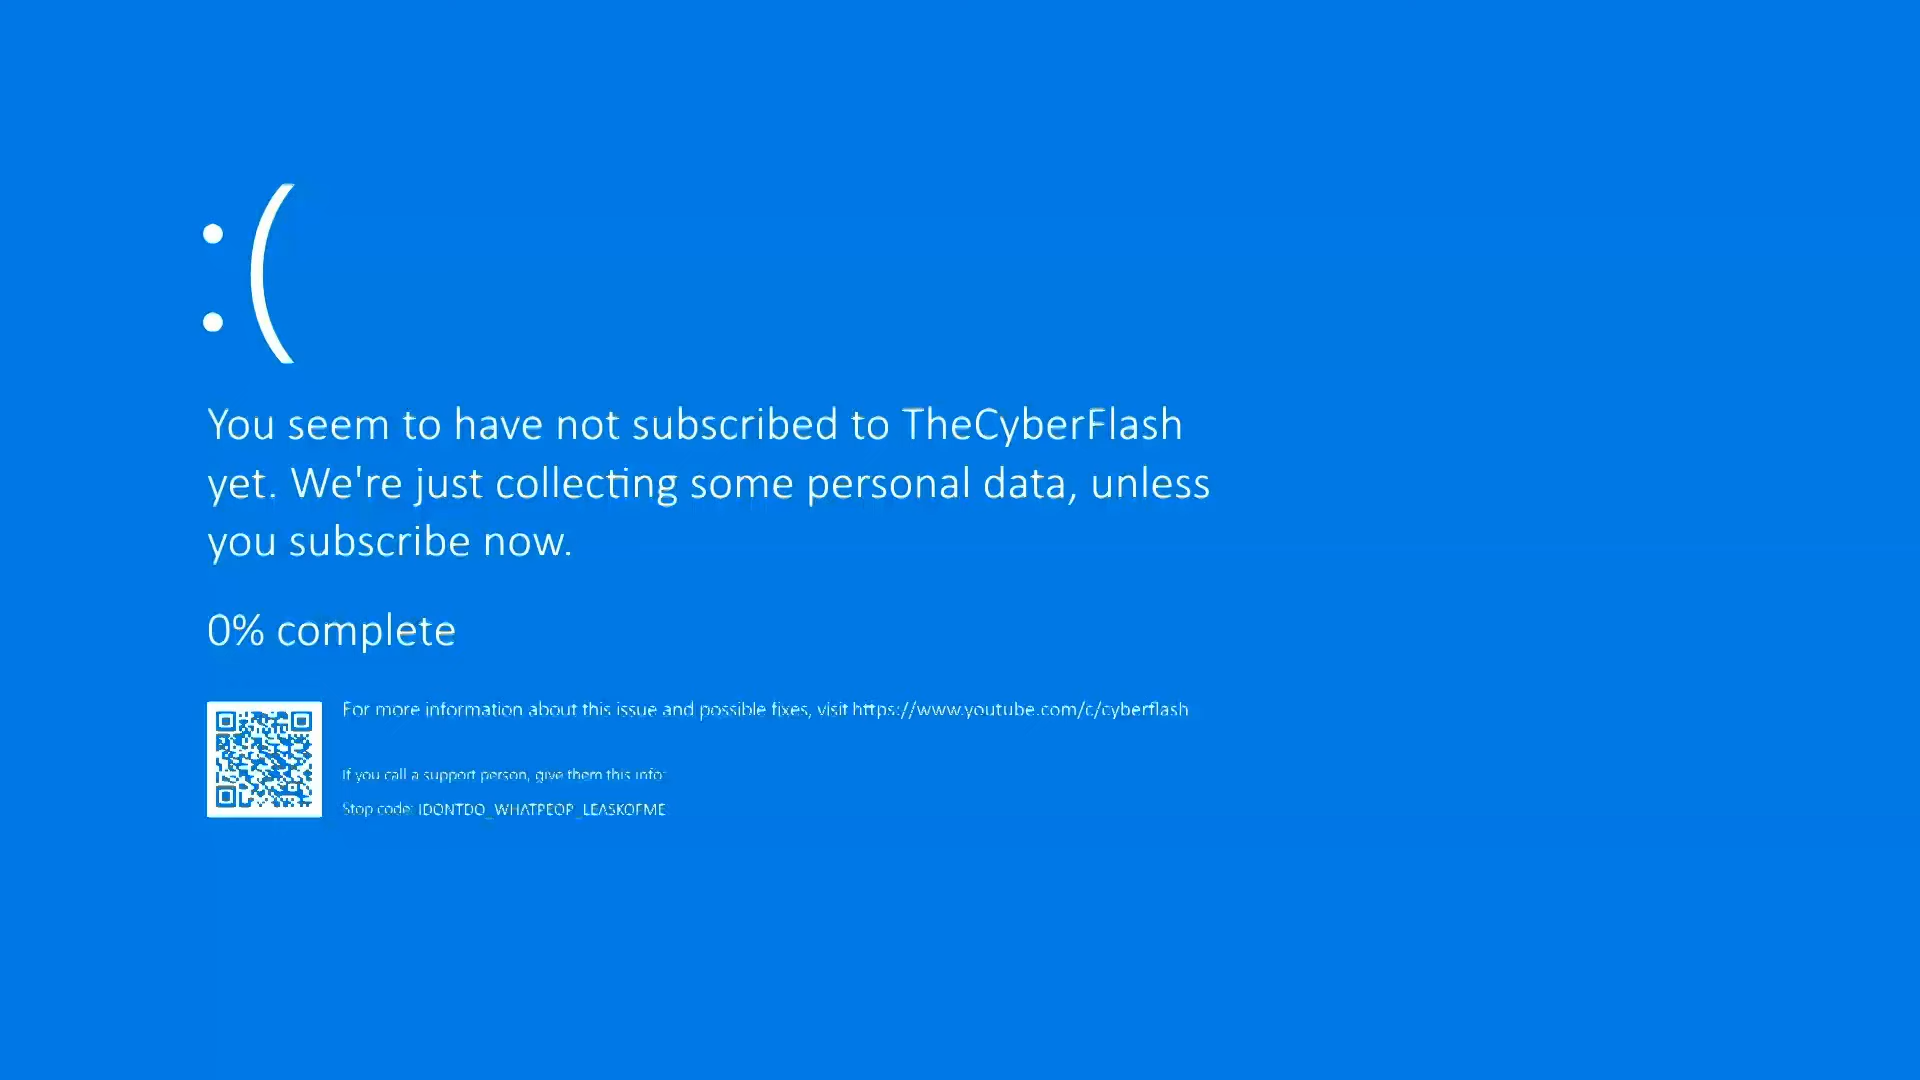 :(
You seem to have not subscribed to TheCyberFlash
yet. We're just collecting some personal data, unless
you subscribe now.
0% complete
For more information about this issue and possible fixes, visit https://www.youtube.com/c/cyberflash
If you call a support person, give them this info:
Stop code: IDONTDO_WHATPEOP_LEASKOFME